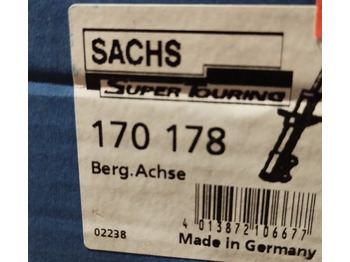 SACHS
SUPER TOURING
170 178
Berg.Achse
4 013872 106677
02238
Made in Germany